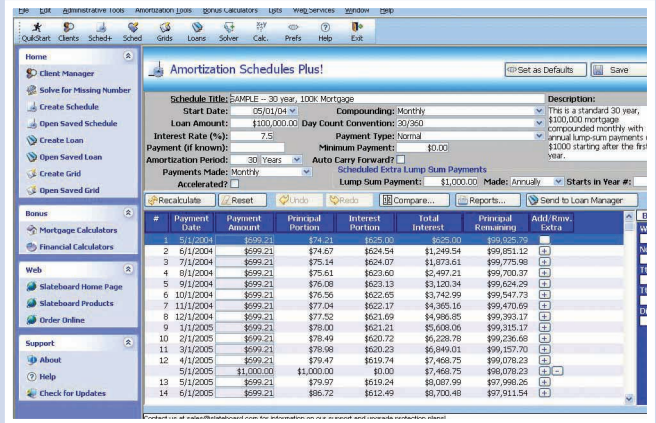 File Edit Administrative Tools Amortization Tools Bonus Calculators Lists Web Services Window Help
QuikStart Clients Sched+ Sched Grids Loans Solver Calc. Prefs Help Exit
Home
Client Manager
Solve for Missing Number
Create Schedule
Open Saved Schedule
Create Loan
Open Saved Loan
Create Grid
Open Saved Grid
Bonus
Mortgage Calculators
Financial Calculators
Web
Slateboard Home Page
Slateboard Products
Order Online
Support
About
Help
Check for Updates
Amortization Schedules Plus!
Set as Defaults Save
Schedule Title: SAMPLE -- 30 year, 100K Mortgage
Start Date: 05/01/04 Compounding: Monthly
Loan Amount: $100,000.00 Day Count Convention: 30/360
Interest Rate (%): 7.5 Payment Type: Normal
Payment (if known): Minimum Payment: $0.00
Amortization Period: 30 Years Auto Carry Forward?
Payments Made: Monthly Scheduled Extra Lump Sum Payments
Accelerated? Lump Sum Payment: $1,000.00 Made: Annually Starts in Year #:
Description:
This is a standard 30 year,
$100,000 mortgage
compounded monthly with
annual lump-sum payments
$1000 starting after the first
year.
Recalculate Reset Undo Redo Compare... Reports... Send to Loan Manager
# Payment Date Payment Amount Principal Portion Interest Portion Total Interest Principal Remaining Add/Rmv. Extra
1 5/1/2004 $699.21 $74.21 $625.00 $625.00 $99,925.79
2 6/1/2004 $699.21 $74.67 $624.54 $1,249.54 $99,851.12 +
3 7/1/2004 $699.21 $75.14 $624.07 $1,873.61 $99,775.98 +
4 8/1/2004 $699.21 $75.61 $623.60 $2,497.21 $99,700.37 +
5 9/1/2004 $699.21 $76.08 $623.13 $3,120.34 $99,624.29 +
6 10/1/2004 $699.21 $76.56 $622.65 $3,742.99 $99,547.73 +
7 11/1/2004 $699.21 $77.04 $622.17 $4,365.16 $99,470.69 +
8 12/1/2004 $699.21 $77.52 $621.69 $4,986.85 $99,393.17 +
9 1/1/2005 $699.21 $78.00 $621.21 $5,608.06 $99,315.17 +
10 2/1/2005 $699.21 $78.49 $620.72 $6,228.78 $99,236.68 +
11 3/1/2005 $699.21 $78.98 $620.23 $6,849.01 $99,157.70 +
12 4/1/2005 $699.21 $79.47 $619.74 $7,468.75 $99,078.23 +
5/1/2005 $1,000.00 $1,000.00 $0.00 $7,468.75 $98,078.23 + -
13 5/1/2005 $699.21 $79.97 $619.24 $8,087.99 $97,998.26 +
14 6/1/2005 $699.21 $86.72 $612.49 $8,700.48 $97,911.54 +
Contact us at sales@slateboard.com for information on our support and upgrade protection plans!